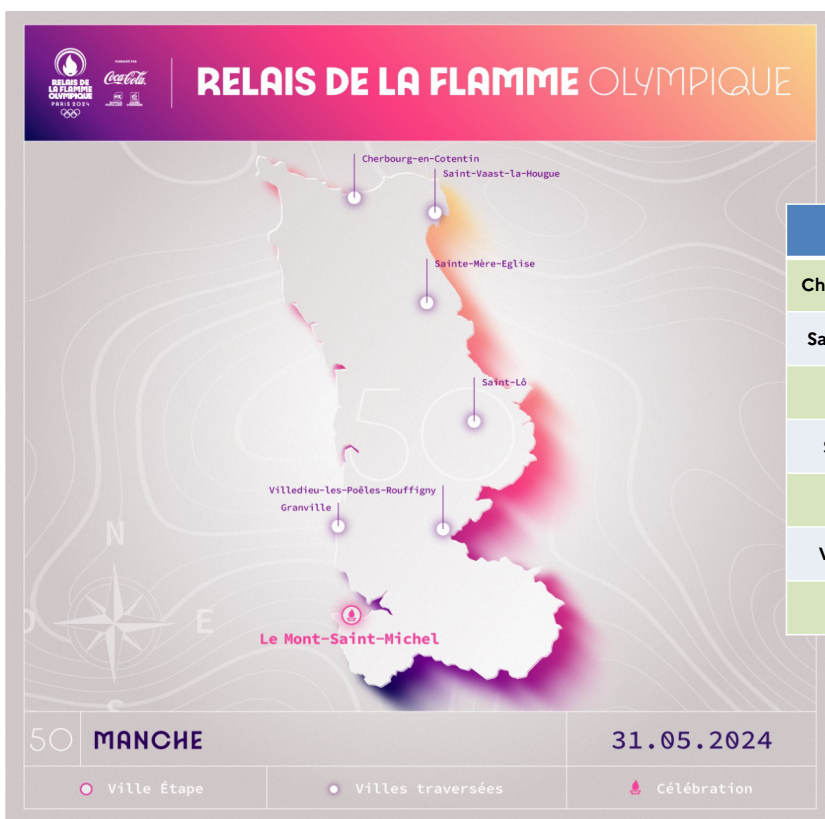 RELAIS DE
LA FLAMME
OLYMPIQUE
PARIS 2024
Coca-Cola
RELAIS DE LA FLAMME OLYMPIQUE
Cherbourg-en-Cotentin
Saint-Vaast-la-Hougue
Sainte-Mère-Eglise
Ch
Sa
Saint-Lô
50
S
Villedieu-les-Poêles-Rouffigny
Granville
N
V
E
Le Mont-Saint-Michel
S
50 MANCHE 31.05.2024
Ville Étape Villes traversées Célébration